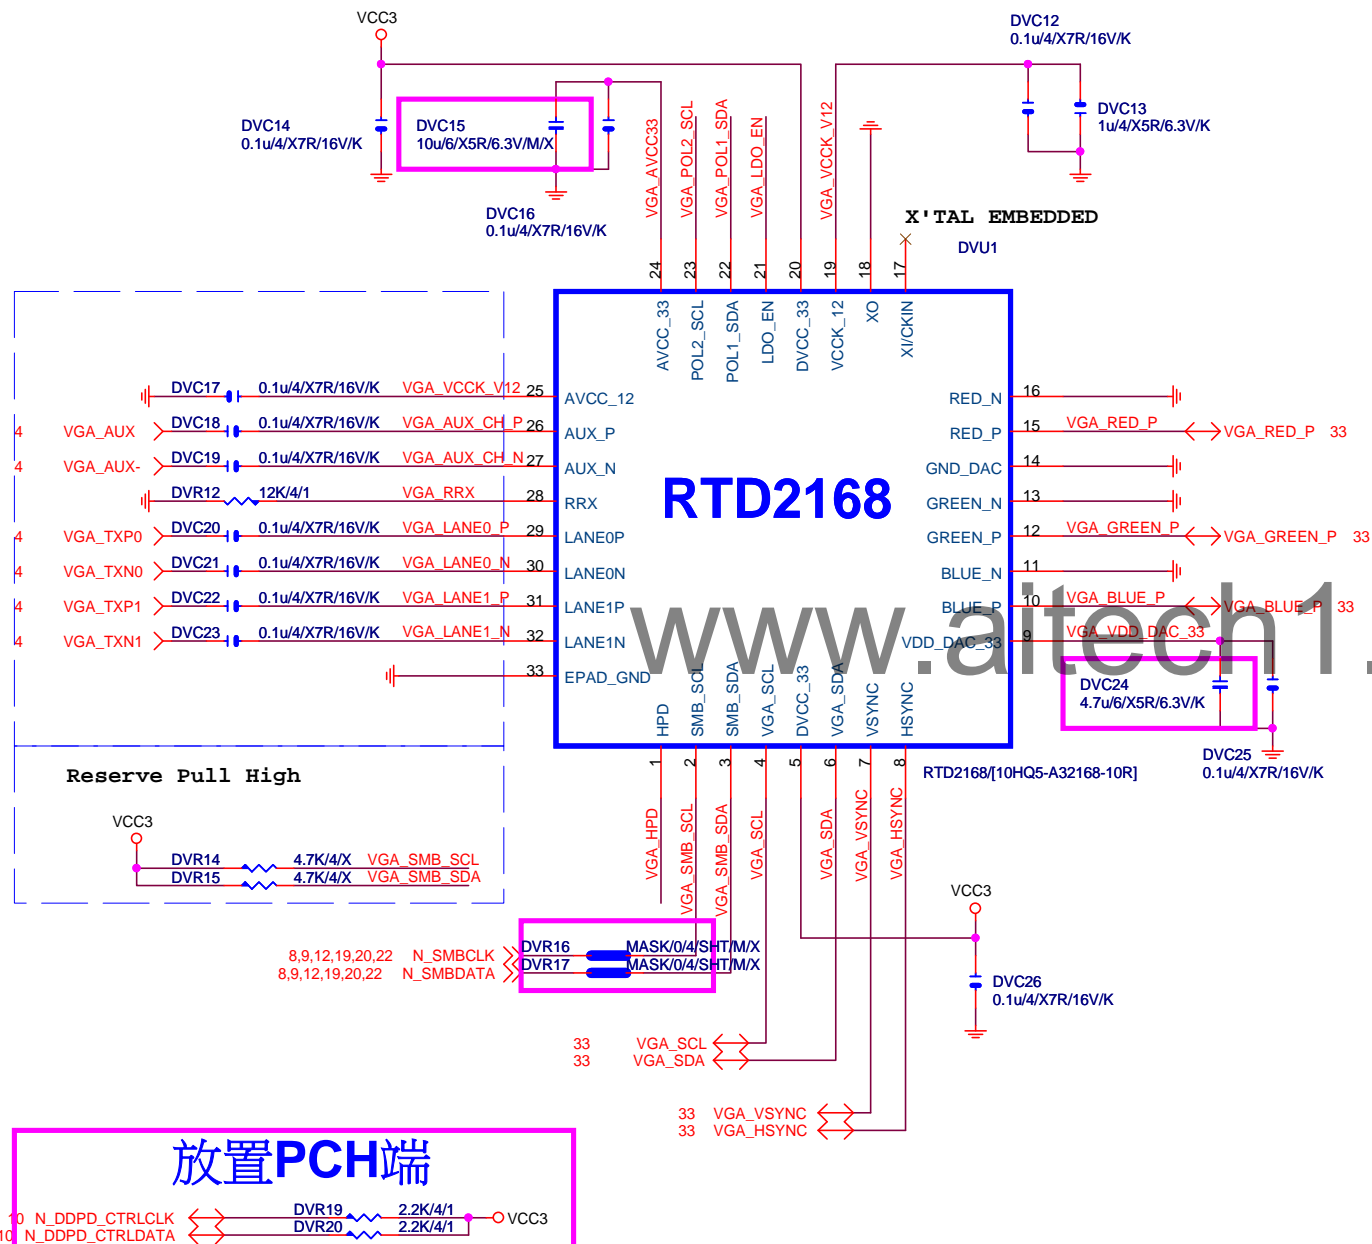 VCC3
DVC12
0.1u/4/X7R/16V/K
DVC14
0.1u/4/X7R/16V/K
DVC15
10u/6/X5R/6.3V/M/X
DVC13
1u/4/X5R/6.3V/K
DVC16
0.1u/4/X7R/16V/K
VGA_AVCC33
VGA_POL2_SCL
VGA_POL1_SDA
VGA_LDO_EN
VGA_VCCK_V12
X'TAL EMBEDDED
DVU1
24
23
22
21
20
19
18
17
AVCC_33
POL2_SCL
POL1_SDA
LDO_EN
DVCC_33
VCCK_12
XO
XI/CKIN
DVC17 0.1u/4/X7R/16V/K VGA_VCCK_V12 25 AVCC_12
4 VGA_AUX DVC18 0.1u/4/X7R/16V/K VGA_AUX_CH_P 26 AUX_P
4 VGA_AUX- DVC19 0.1u/4/X7R/16V/K VGA_AUX_CH_N 27 AUX_N
DVR12 12K/4/1 VGA_RRX 28 RRX
4 VGA_TXP0 DVC20 0.1u/4/X7R/16V/K VGA_LANE0_P 29 LANE0P
4 VGA_TXN0 DVC21 0.1u/4/X7R/16V/K VGA_LANE0_N 30 LANE0N
4 VGA_TXP1 DVC22 0.1u/4/X7R/16V/K VGA_LANE1_P 31 LANE1P
4 VGA_TXN1 DVC23 0.1u/4/X7R/16V/K VGA_LANE1_N 32 LANE1N
33 EPAD_GND
RTD2168
RED_N 16
RED_P 15 VGA_RED_P VGA_RED_P 33
GND_DAC 14
GREEN_N 13
GREEN_P 12 VGA_GREEN_P VGA_GREEN_P 33
BLUE_N 11
BLUE_P 10 VGA_BLUE_P VGA_BLUE_P 33
VDD_DAC_33 9 VGA_VDD_DAC_33
www.aitech1.
DVC24
4.7u/6/X5R/6.3V/K
DVC25
0.1u/4/X7R/16V/K
HPD
SMB_SCL
SMB_SDA
VGA_SCL
DVCC_33
VGA_SDA
VSYNC
HSYNC
1
2
3
4
5
6
7
8
RTD2168/[10HQ5-A32168-10R]
VGA_HPD
VGA_SMB_SCL
VGA_SMB_SDA
VGA_SCL
VGA_SDA
VGA_VSYNC
VGA_HSYNC
Reserve Pull High
VCC3
DVR14 4.7K/4/X VGA_SMB_SCL
DVR15 4.7K/4/X VGA_SMB_SDA
8,9,12,19,20,22 N_SMBCLK DVR16 MASK/0/4/SHT/M/X
8,9,12,19,20,22 N_SMBDATA DVR17 MASK/0/4/SHT/M/X
VCC3
DVC26
0.1u/4/X7R/16V/K
33 VGA_SCL
33 VGA_SDA
33 VGA_VSYNC
33 VGA_HSYNC
放置PCH端
10 N_DDPD_CTRLCLK DVR19 2.2K/4/1 VCC3
10 N_DDPD_CTRLDATA DVR20 2.2K/4/1